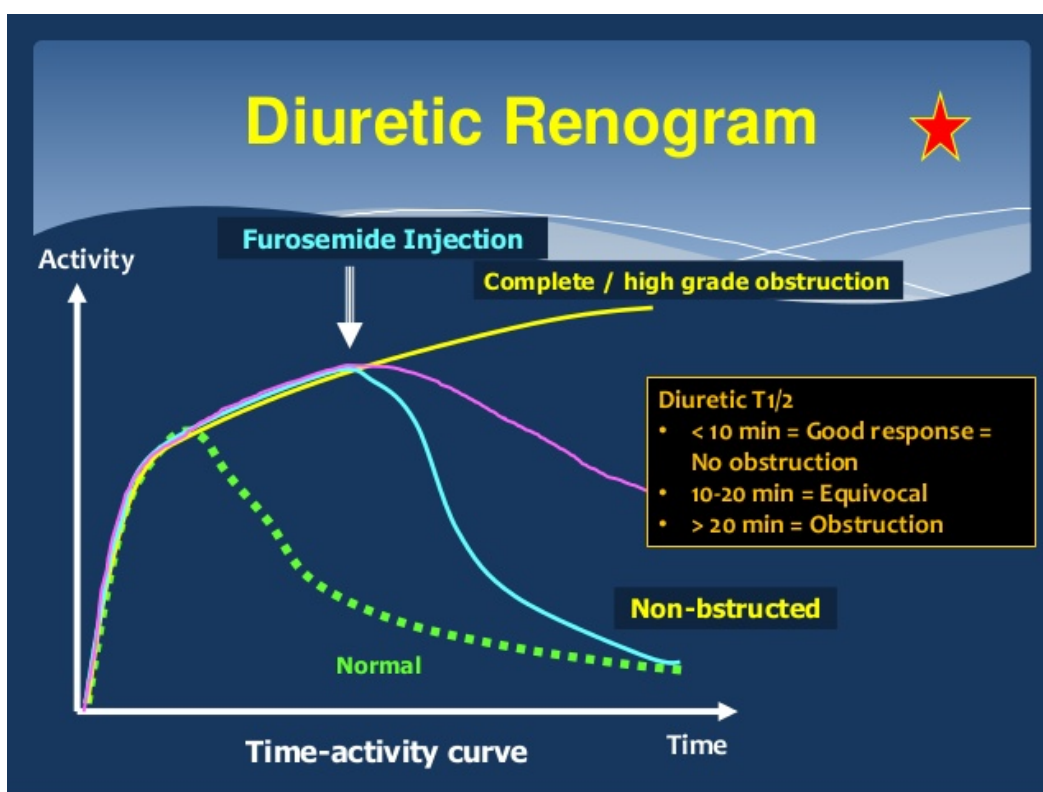 Diuretic Renogram
Furosemide Injection
Activity
Complete / high grade obstruction
Diuretic T1/2
• < 10 min = Good response =
No obstruction
• 10-20 min = Equivocal
• > 20 min = Obstruction
Non-bstructed
Normal
Time-activity curve
Time